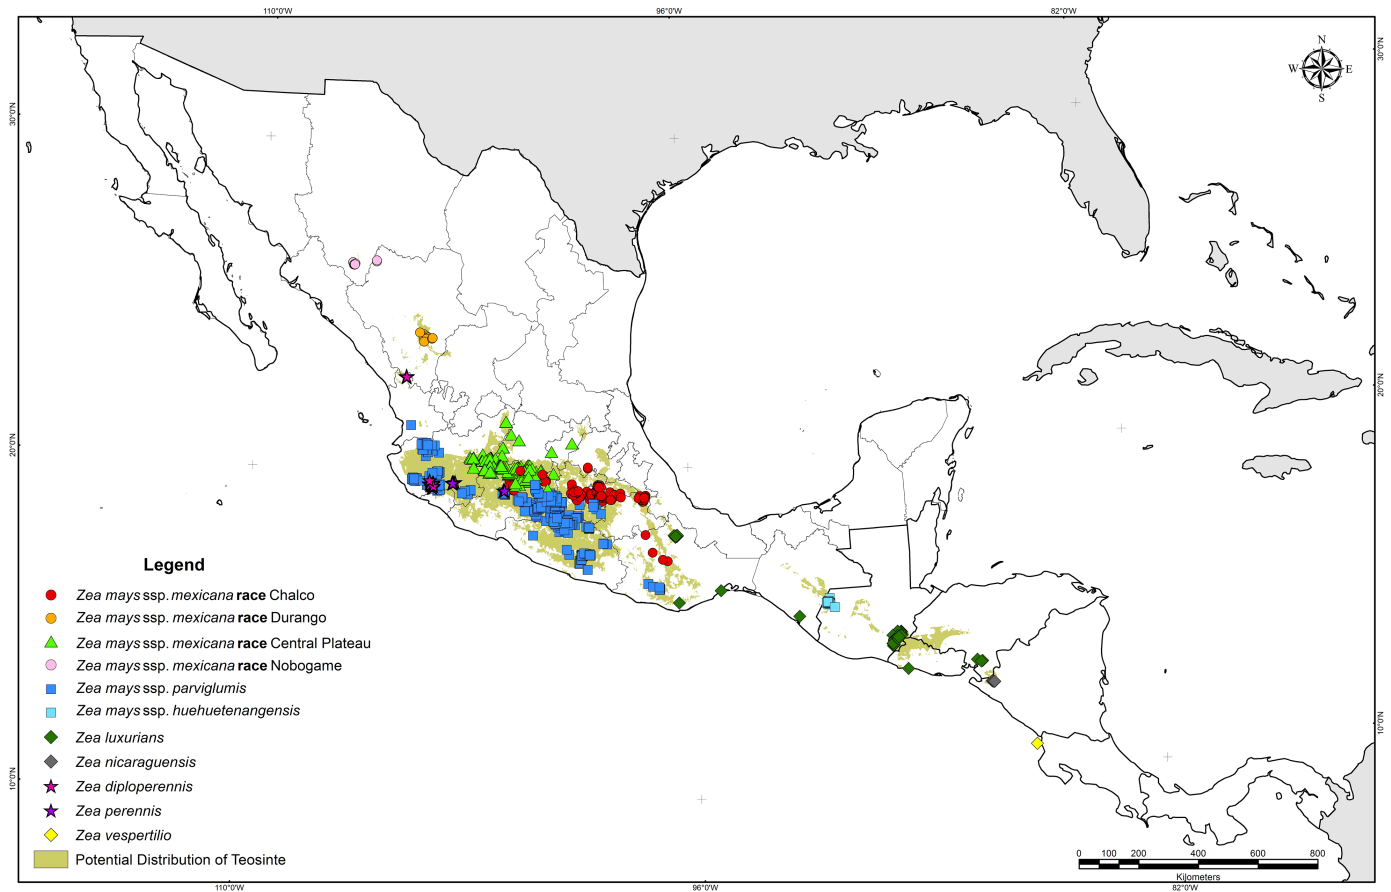 110°0'W 96°0'W 82°0'W
N
W E
S
30°0'N
30°0'N
20°0'N
20°0'N
10°0'N
10°0'N
Legend
Zea mays ssp. mexicana race Chalco
Zea mays ssp. mexicana race Durango
Zea mays ssp. mexicana race Central Plateau
Zea mays ssp. mexicana race Nobogame
Zea mays ssp. parviglumis
Zea mays ssp. huehuetenangensis
Zea luxurians
Zea nicaraguensis
Zea diploperennis
Zea perennis
Zea vespertilio
Potential Distribution of Teosinte
0 100 200 400 600 800
Kijometers
110°0'W 96°0'W 82°0'W